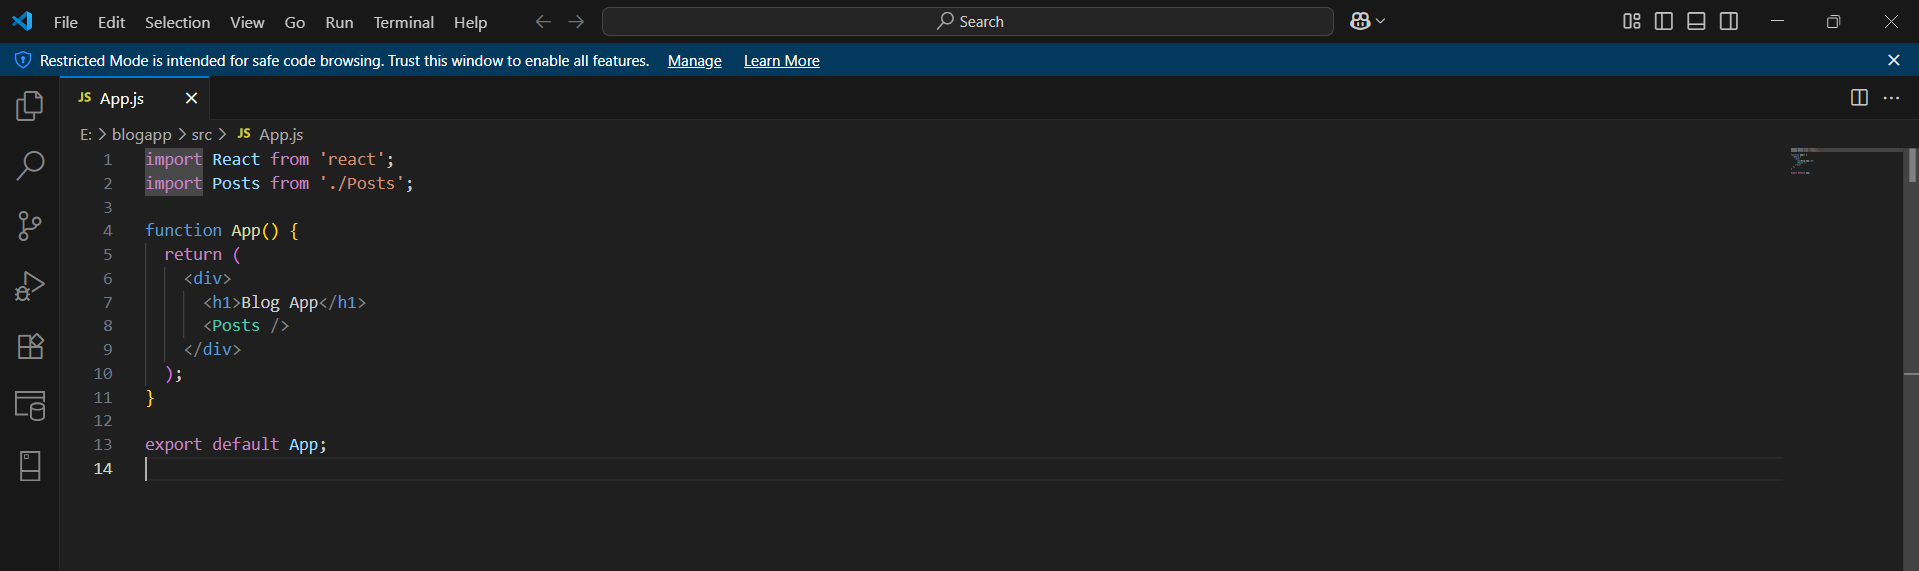 File Edit Selection View Go Run Terminal Help Search
Restricted Mode is intended for safe code browsing. Trust this window to enable all features. Manage Learn More
JS App.js
E: > blogapp > src > JS App.js
1 import React from 'react';
2 import Posts from './Posts';
3
4 function App() {
5   return (
6     <div>
7       <h1>Blog App</h1>
8       <Posts />
9     </div>
10   );
11 }
12
13 export default App;
14